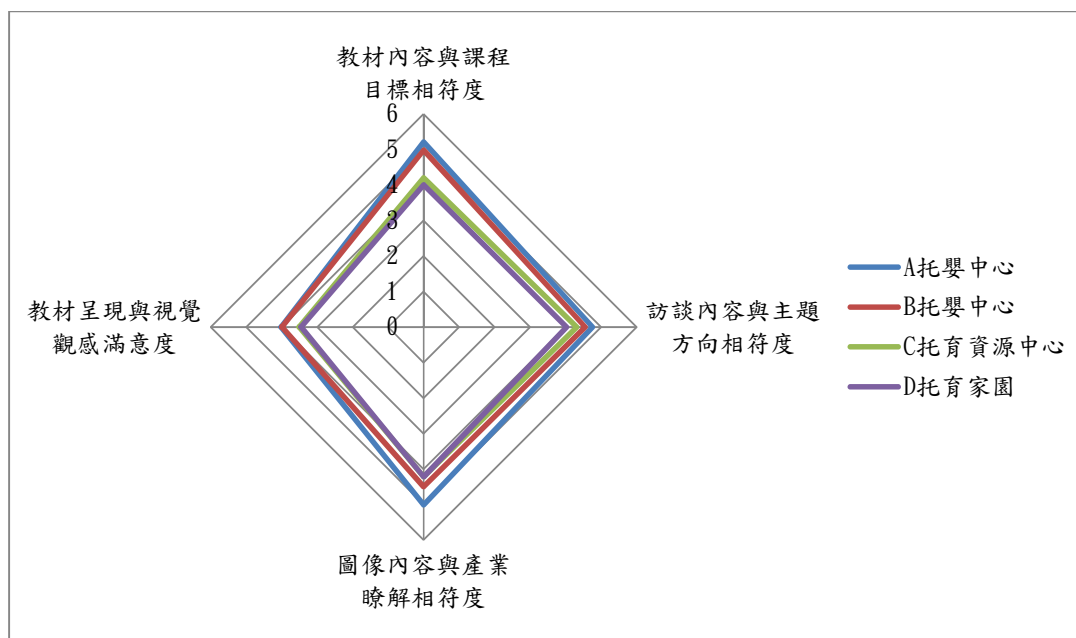 教材內容與課程
目標相符度
6
5
4
3
2
1
0
教材呈現與視覺
觀感滿意度
訪談內容與主題
方向相符度
圖像內容與產業
瞭解相符度
A托嬰中心
B托嬰中心
C托育資源中心
D托育家園